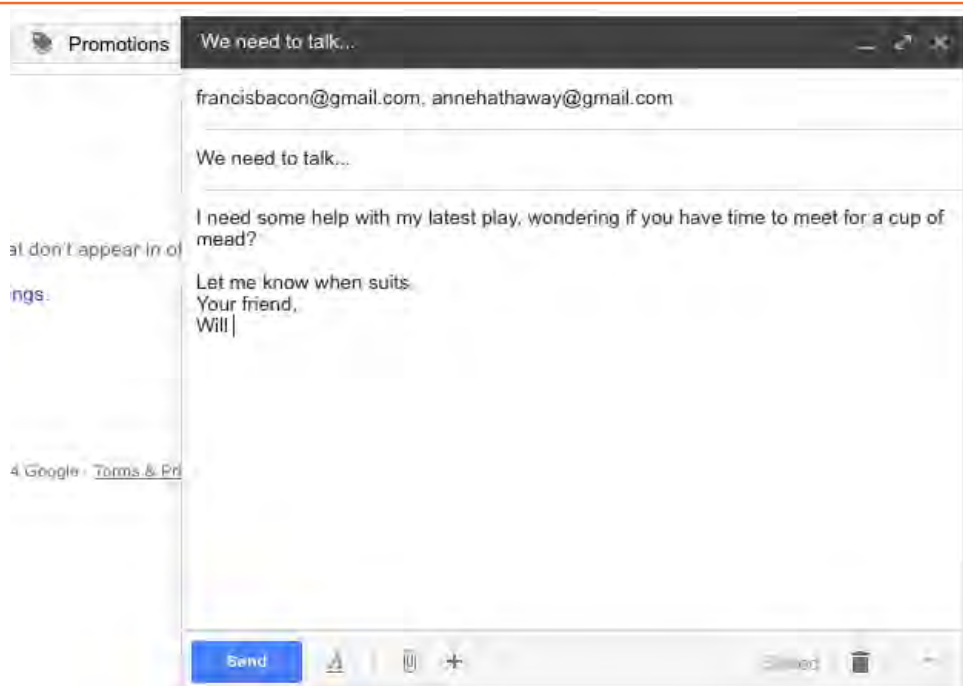 Promotions
We need to talk...
francisbacon@gmail.com, annehathaway@gmail.com
We need to talk...
I need some help with my latest play, wondering if you have time to meet for a cup of
mead?
at don't appear in
Let me know when suits.
ngs.
Your friend,
Will
4 Google - Terms & Pri
Send
Saved